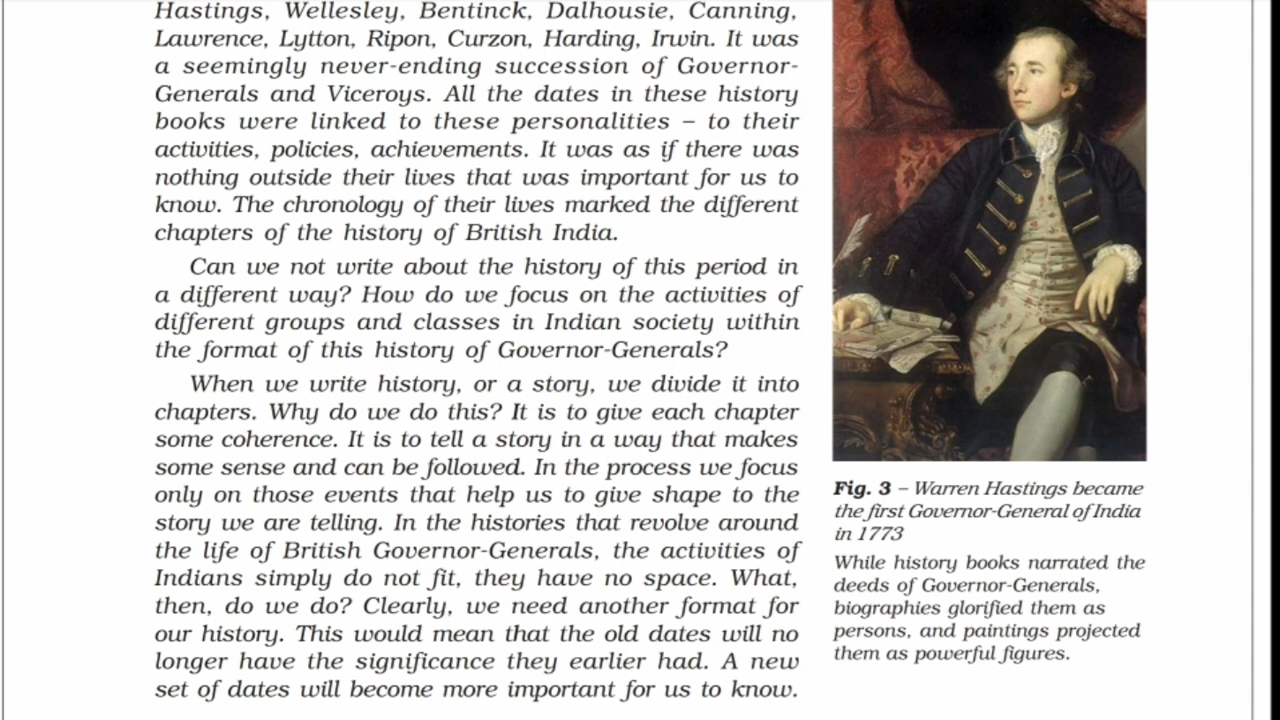 Hastings, Wellesley, Bentinck, Dalhousie, Canning,
Lawrence, Lytton, Ripon, Curzon, Harding, Irwin. It was
a seemingly never-ending succession of Governor-
Generals and Viceroys. All the dates in these history
books were linked to these personalities – to their
activities, policies, achievements. It was as if there was
nothing outside their lives that was important for us to
know. The chronology of their lives marked the different
chapters of the history of British India.
Can we not write about the history of this period in
a different way? How do we focus on the activities of
different groups and classes in Indian society within
the format of this history of Governor-Generals?
When we write history, or a story, we divide it into
chapters. Why do we do this? It is to give each chapter
some coherence. It is to tell a story in a way that makes
some sense and can be followed. In the process we focus
only on those events that help us to give shape to the
story we are telling. In the histories that revolve around
the life of British Governor-Generals, the activities of
Indians simply do not fit, they have no space. What,
then, do we do? Clearly, we need another format for
our history. This would mean that the old dates will no
longer have the significance they earlier had. A new
set of dates will become more important for us to know.
Fig. 3 – Warren Hastings became
the first Governor-General of India
in 1773
While history books narrated the
deeds of Governor-Generals,
biographies glorified them as
persons, and paintings projected
them as powerful figures.